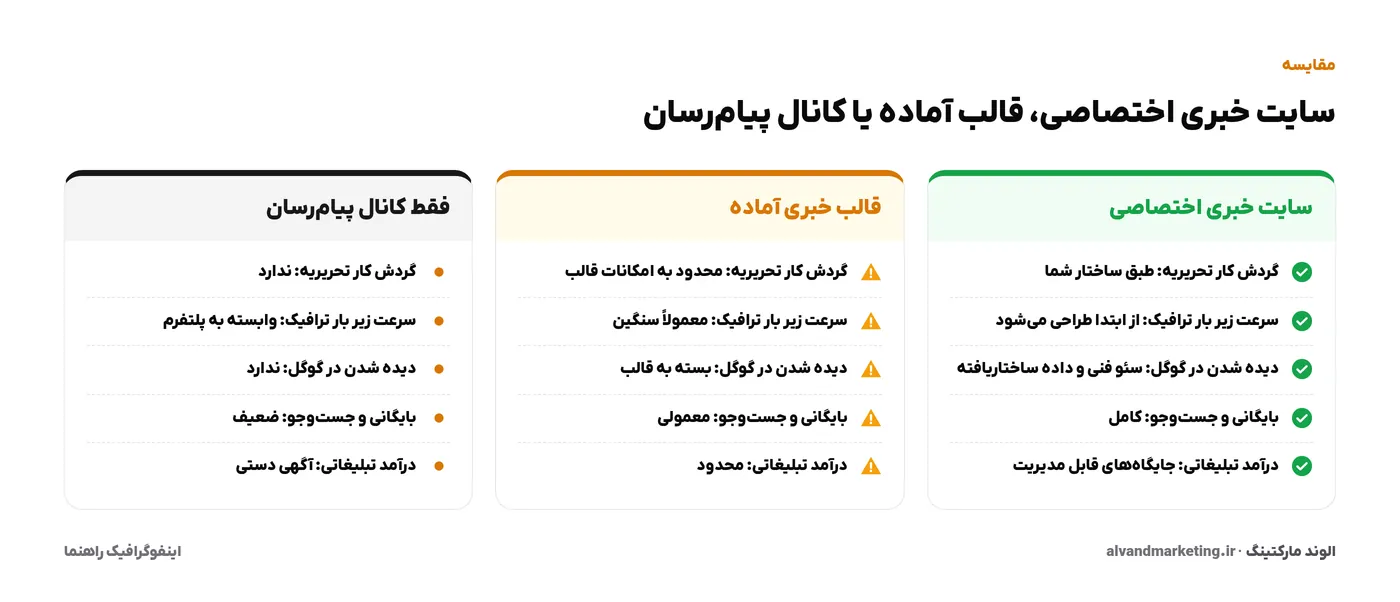 مقایسه
سایت خبری اختصاصی، قالب آماده یا کانال پیام‌رسان
سایت خبری اختصاصی
گردش کار تحریریه: طبق ساختار شما
سرعت زیر بار ترافیک: از ابتدا طراحی می‌شود
دیده شدن در گوگل: سئو فنی و داده ساختاریافته
بایگانی و جست‌وجو: کامل
درآمد تبلیغاتی: جایگاه‌های قابل مدیریت
قالب خبری آماده
گردش کار تحریریه: محدود به امکانات قالب
سرعت زیر بار ترافیک: معمولاً سنگین
دیده شدن در گوگل: بسته به قالب
بایگانی و جست‌وجو: معمولی
درآمد تبلیغاتی: محدود
فقط کانال پیام‌رسان
گردش کار تحریریه: ندارد
سرعت زیر بار ترافیک: وابسته به پلتفرم
دیده شدن در گوگل: ندارد
بایگانی و جست‌وجو: ضعیف
درآمد تبلیغاتی: آگهی دستی
الوند مارکتینگ · alvandmarketing.ir
اینفوگرافیک راهنما